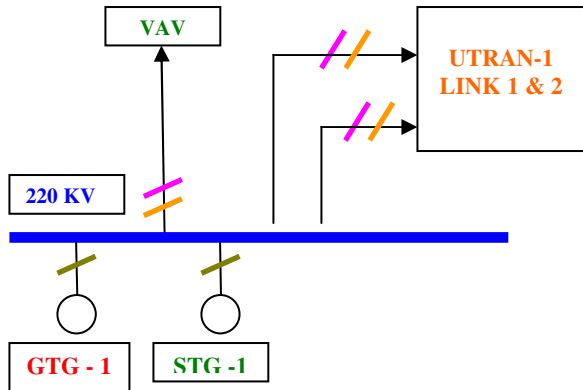 VAV
UTRAN-1
LINK 1 & 2
220 KV
GTG - 1
STG -1